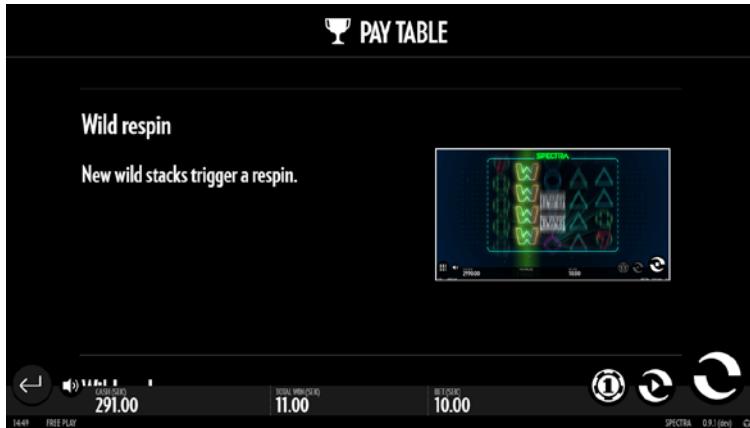 PAY TABLE
Wild respin
New wild stacks trigger a respin.
SPECTRA
CASH (SEK)
291.00
TOTAL WIN (SEK)
11.00
BET (SEK)
10.00
1
14:49 FREE PLAY
SPECTRA 0.9.1 (dev)